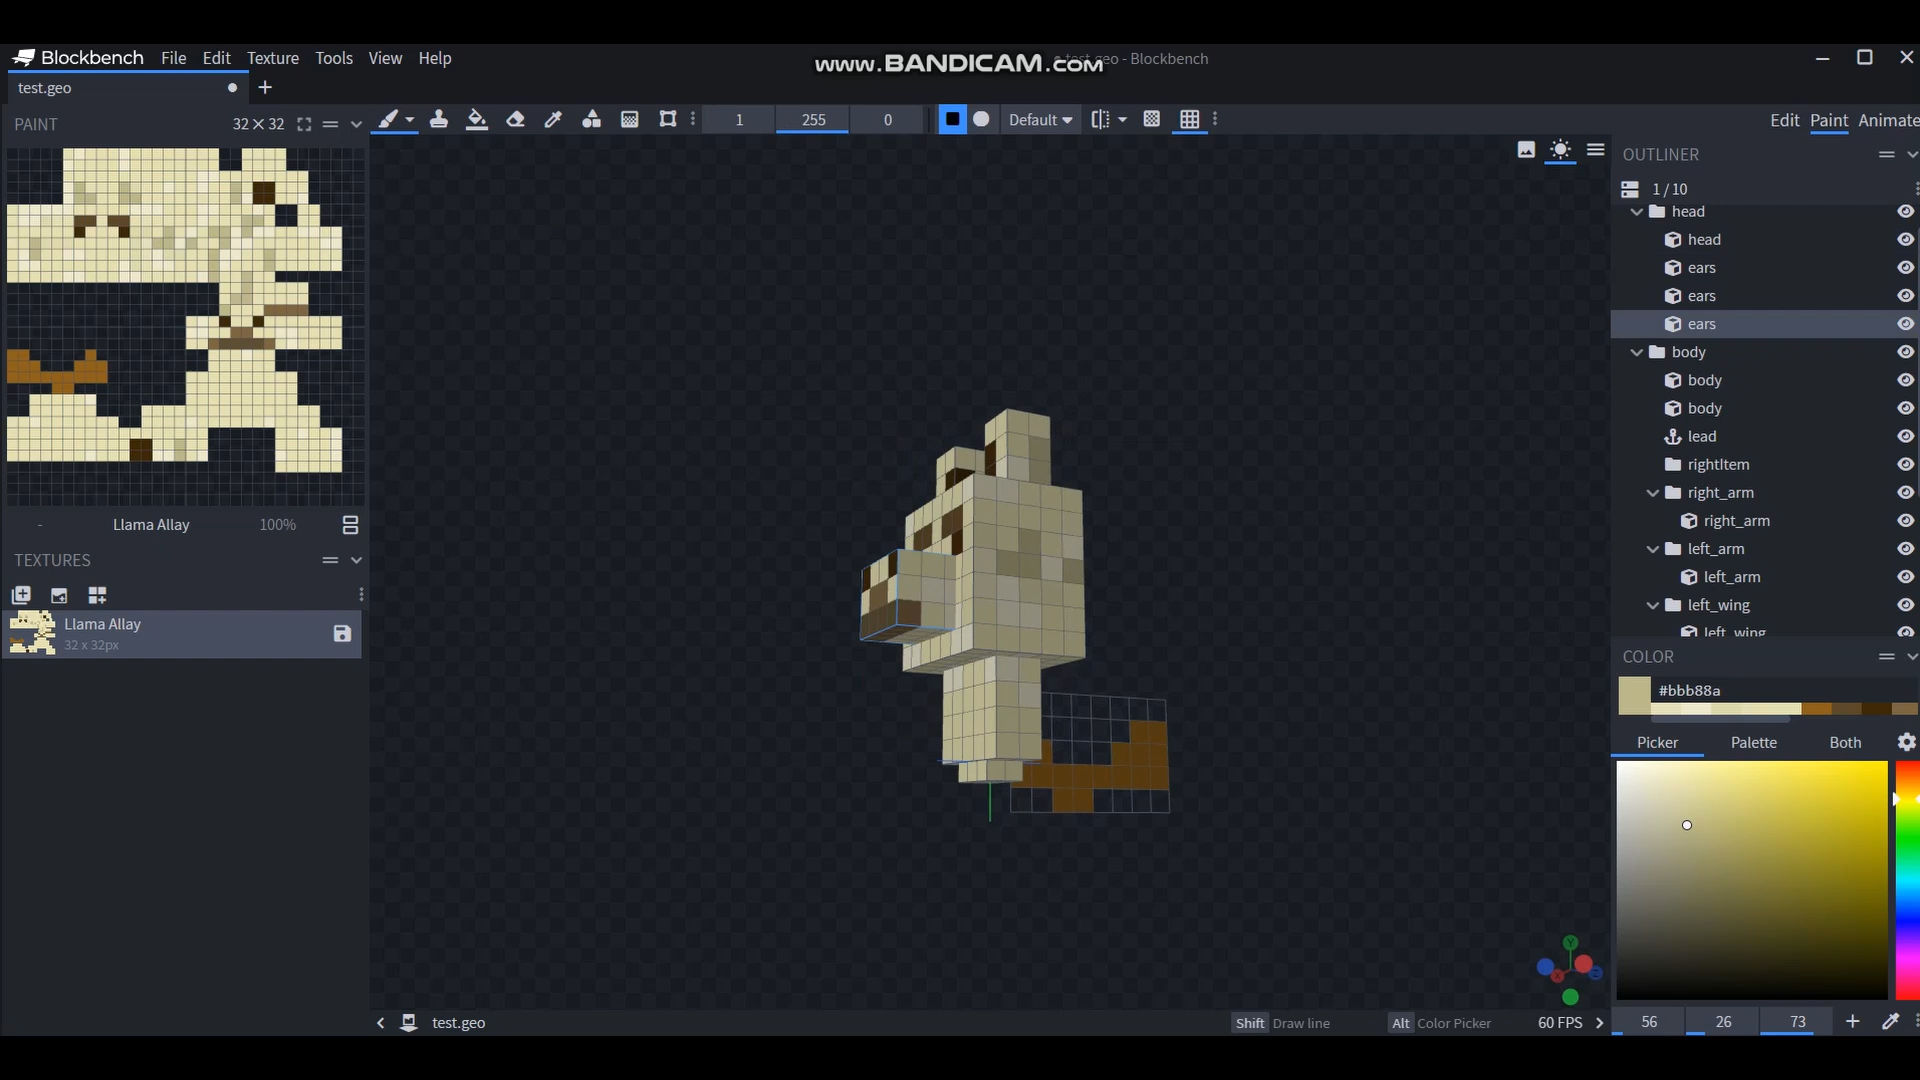 Blockbench File Edit Texture Tools View Help
www.BANDICAM.com
test.geo - Blockbench
test.geo
PAINT 32×32
1 255 0 Default
Edit Paint Animate
OUTLINER
1 / 10
head
head
ears
ears
ears
body
body
body
lead
rightItem
right_arm
right_arm
left_arm
left_arm
left_wing
left_wing
- Llama Allay 100%
TEXTURES
Llama Allay
32 x 32px
COLOR
#bbb88a
Picker Palette Both
Y
X
Z
56 26 73
test.geo
Shift Draw line Alt Color Picker 60 FPS